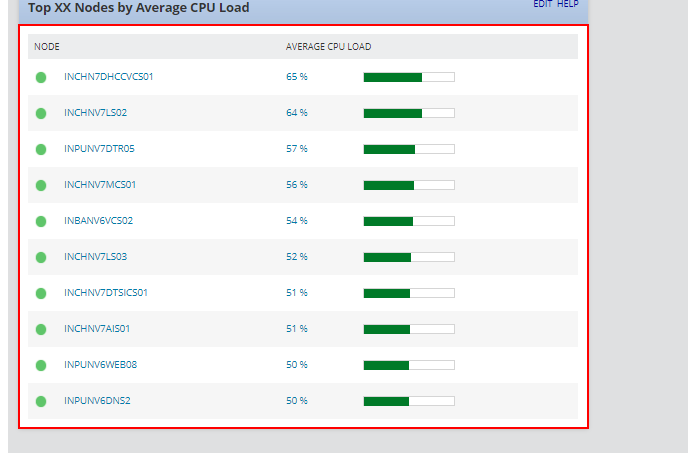 Top XX Nodes by Average CPU Load EDIT HELP
NODE AVERAGE CPU LOAD
INCHN7DHCCVCS01 65 %
INCHNV7LS02 64 %
INPUNV7DTR05 57 %
INCHNV7MCS01 56 %
INBANV6VCS02 54 %
INCHNV7LS03 52 %
INCHNV7DTSICS01 51 %
INCHNV7AIS01 51 %
INPUNV6WEB08 50 %
INPUNV6DNS2 50 %